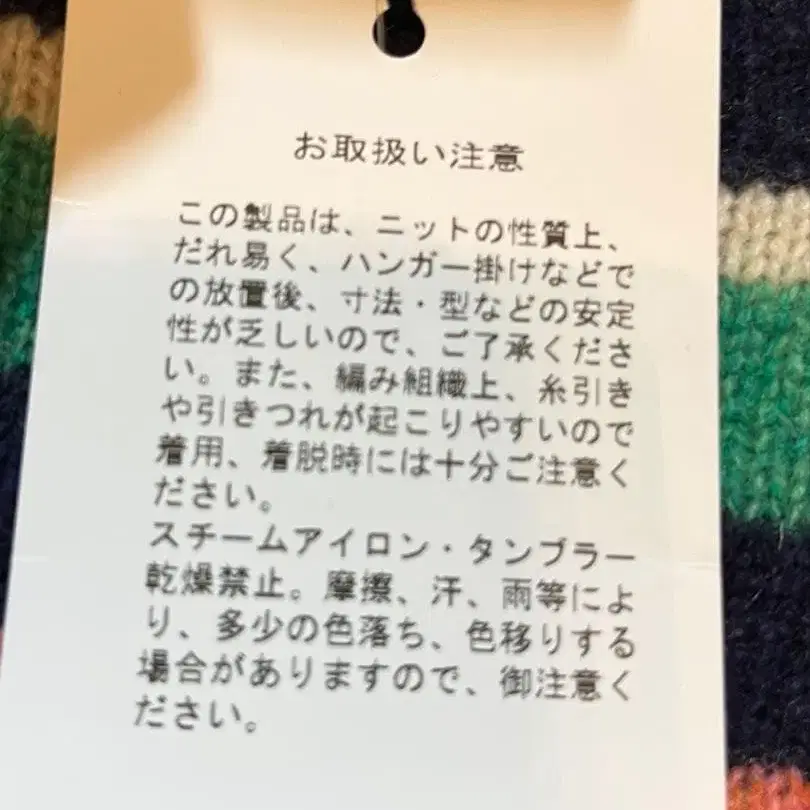 お取扱い注意
この製品は、ニットの性質上、
だれ易く、ハンガー掛けなどで
の放置後、寸法・型などの安定
性が乏しいので、ご了承くださ
い。また、編み組織上、糸引き
や引きつれが起こりやすいので
着用、着脱時には十分ご注意く
ださい。
スチームアイロン・タンブラー
乾燥禁止。摩擦、汗、雨等によ
り、多少の色落ち、色移りする
場合がありますので、御注意く
ださい。